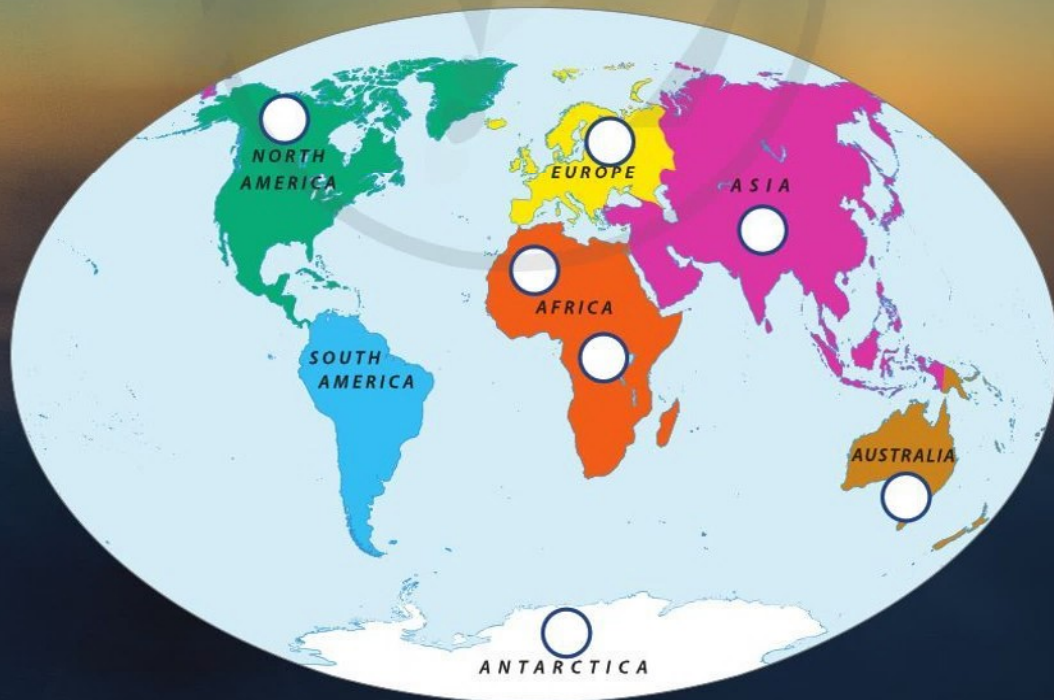 NORTH
AMERICA
EUROPE
ASIA
AFRICA
SOUTH
AMERICA
AUSTRALIA
ANTARCTICA